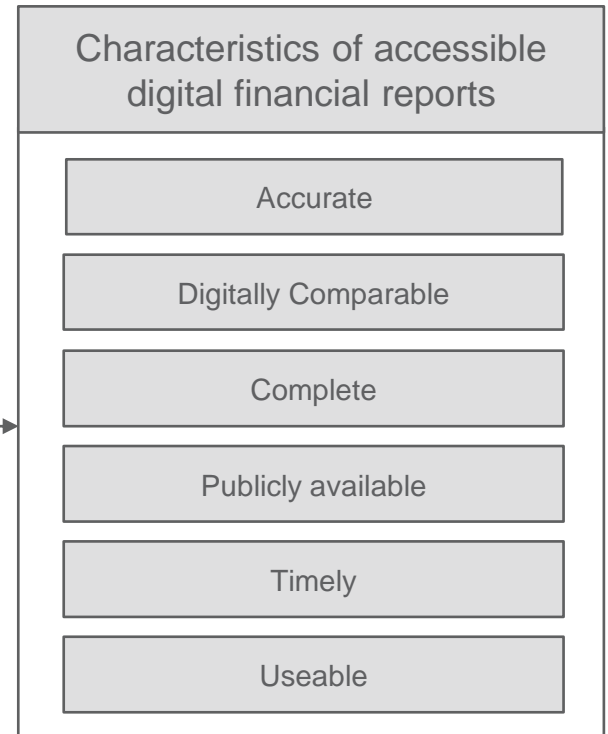 Characteristics of accessible
digital financial reports
Accurate
Digitally Comparable
Complete
Publicly available
Timely
Useable